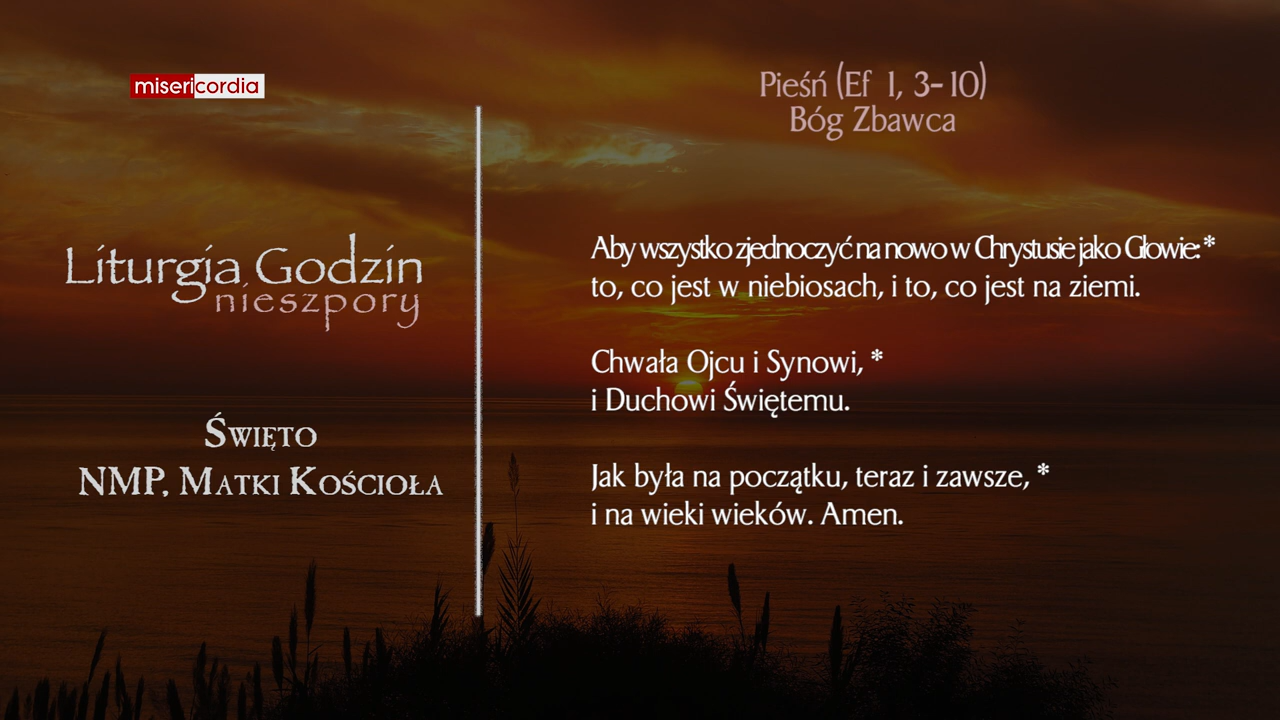 misericordia
Liturgia Godzin
nieszpory
Święto
NMP, Matki Kościoła
Pieśń (Ef 1, 3-10)
Bóg Zbawca
Aby wszystko zjednoczyć na nowo w Chrystusie jako Głowie: *
to, co jest w niebiosach, i to, co jest na ziemi.
Chwała Ojcu i Synowi, *
i Duchowi Świętemu.
Jak była na początku, teraz i zawsze, *
i na wieki wieków. Amen.